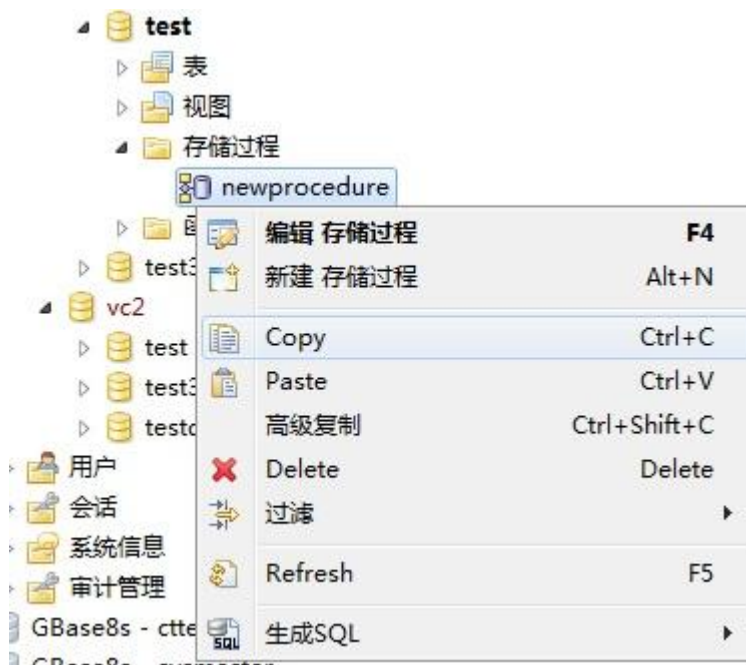 test
表
视图
存储过程
newprocedure
编辑 存储过程 F4
test3
新建 存储过程 Alt+N
vc2
test
Copy Ctrl+C
test3
Paste Ctrl+V
高级复制 Ctrl+Shift+C
用户
Delete Delete
会话
过滤
系统信息
审计管理
Refresh F5
GBase8s - ctte
生成SQL
SQL